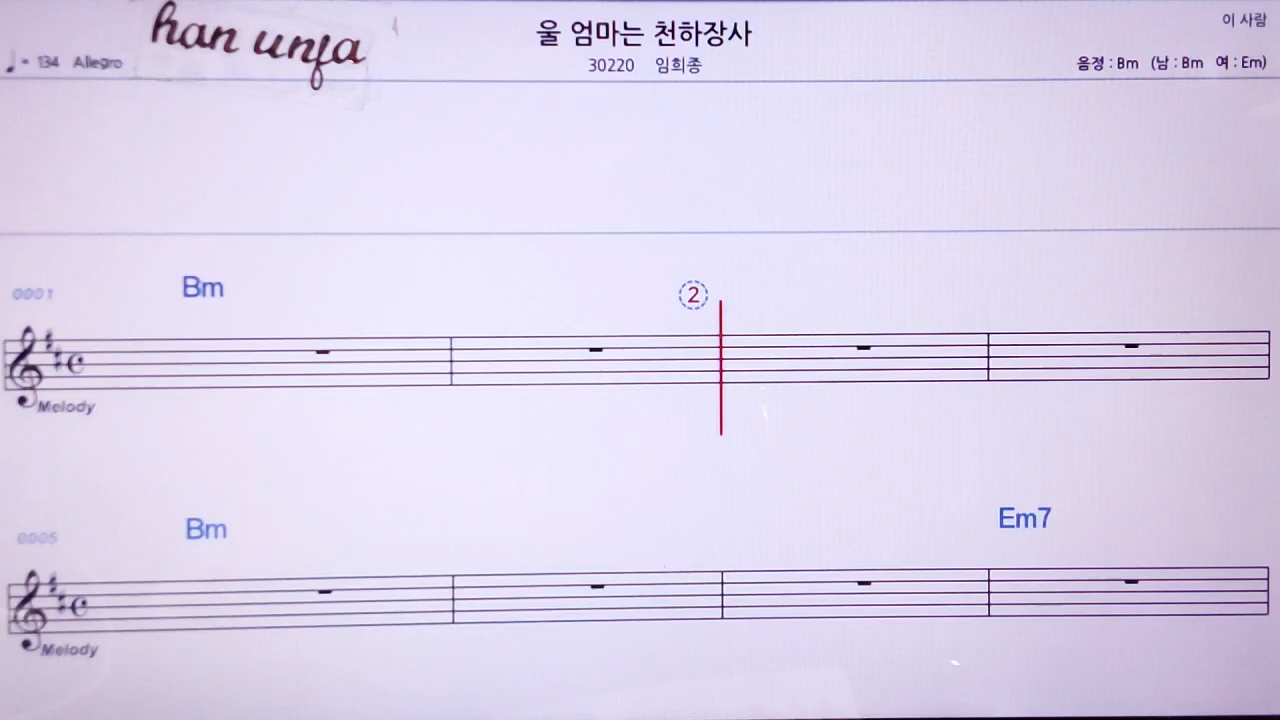 han unfa
울 엄마는 천하장사
이 사람
♩= 134 Allegro
30220 임희종
음정 : Bm (남 : Bm 여 : Em)
0001
Bm
2
Melody
0005
Bm
Em7
Melody